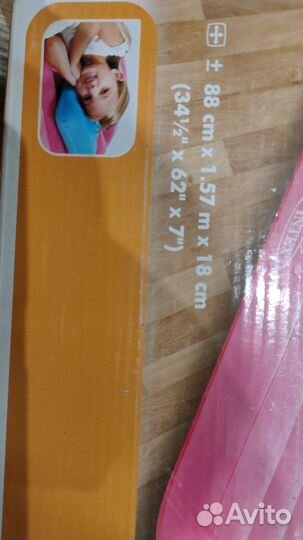 ± 88 cm x 1.57 m x 18 cm
(34½" x 62" x 7")
Avito